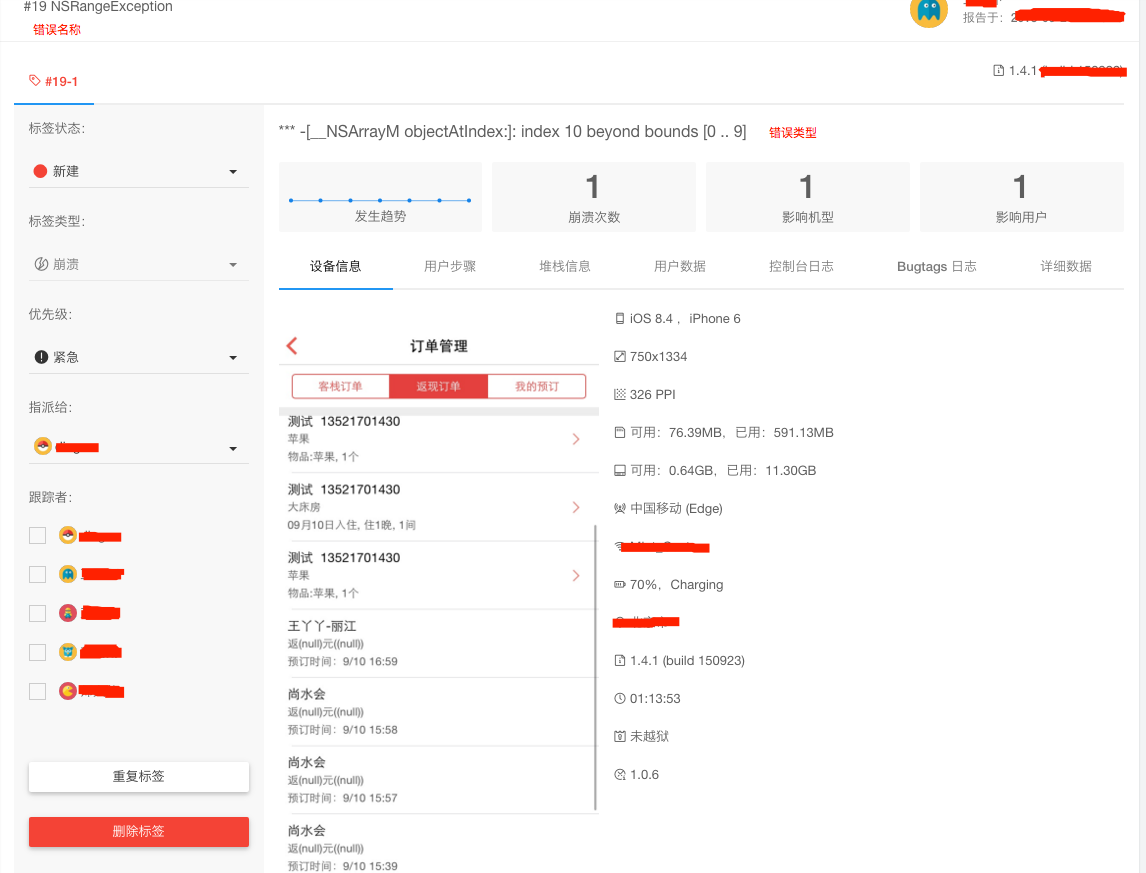 #19 NSRangeException
错误名称
报告于:
#19-1
1.4.1
标签状态:
新建
标签类型:
崩溃
优先级:
紧急
指派给:
跟踪者:
重复标签
删除标签
*** -[__NSArrayM objectAtIndex:]: index 10 beyond bounds [0 .. 9] 错误类型
发生趋势
1
崩溃次数
1
影响机型
1
影响用户
设备信息 用户步骤 堆栈信息 用户数据 控制台日志 Bugtags 日志 详细数据
订单管理
客栈订单 返现订单 我的预订
测试 13521701430
苹果
物品:苹果, 1个
测试 13521701430
大床房
09月10日入住, 住1晚, 1间
测试 13521701430
苹果
物品:苹果, 1个
王丫丫-丽江
返(null)元((null))
预订时间: 9/10 16:59
尚水会
返(null)元((null))
预订时间: 9/10 15:58
尚水会
返(null)元((null))
预订时间: 9/10 15:57
尚水会
返(null)元((null))
预订时间: 9/10 15:39
iOS 8.4 , iPhone 6
750x1334
326 PPI
可用: 76.39MB, 已用: 591.13MB
可用: 0.64GB, 已用: 11.30GB
中国移动 (Edge)
70%, Charging
1.4.1 (build 150923)
01:13:53
未越狱
1.0.6